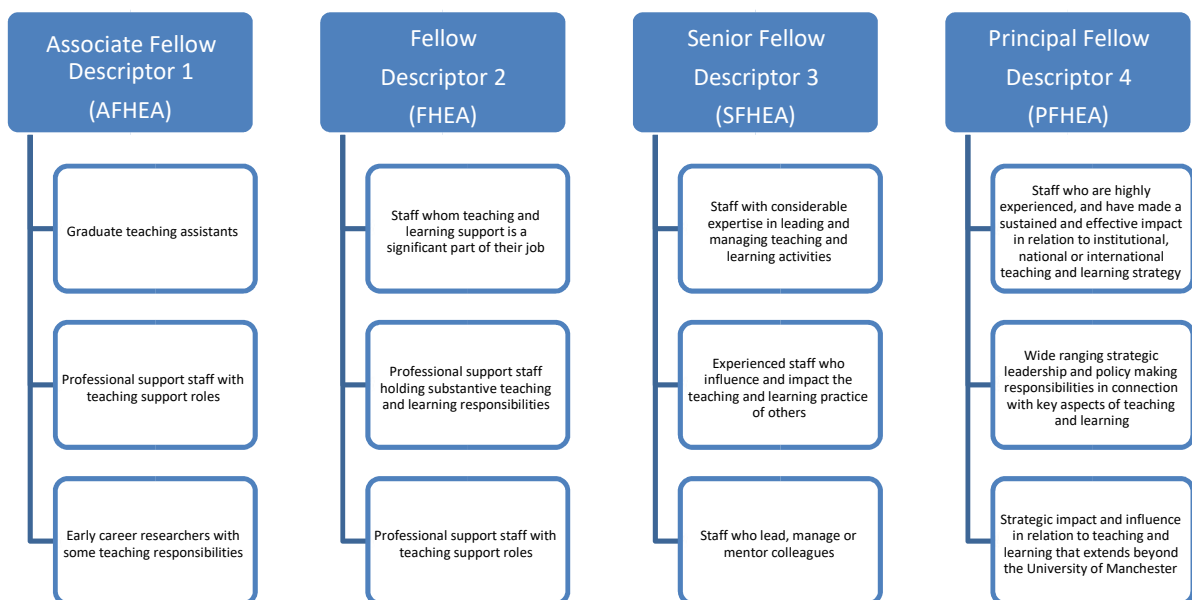 Associate Fellow
Descriptor 1
(AFHEA)
Graduate teaching assistants
Professional support staff with
teaching support roles
Early career researchers with
some teaching responsibilities
Fellow
Descriptor 2
(FHEA)
Staff whom teaching and
learning support is a
significant part of their job
Professional support staff
holding substantive teaching
and learning responsibilities
Professional support staff with
teaching support roles
Senior Fellow
Descriptor 3
(SFHEA)
Staff with considerable
expertise in leading and
managing teaching and
learning activities
Experienced staff who
influence and impact the
teaching and learning practice
of others
Staff who lead, manage or
mentor colleagues
Principal Fellow
Descriptor 4
(PFHEA)
Staff who are highly
experienced, and have made a
sustained and effective impact
in relation to institutional,
national or international
teaching and learning strategy
Wide ranging strategic
leadership and policy making
responsibilities in connection
with key aspects of teaching
and learning
Strategic impact and influence
in relation to teaching and
learning that extends beyond
the University of Manchester